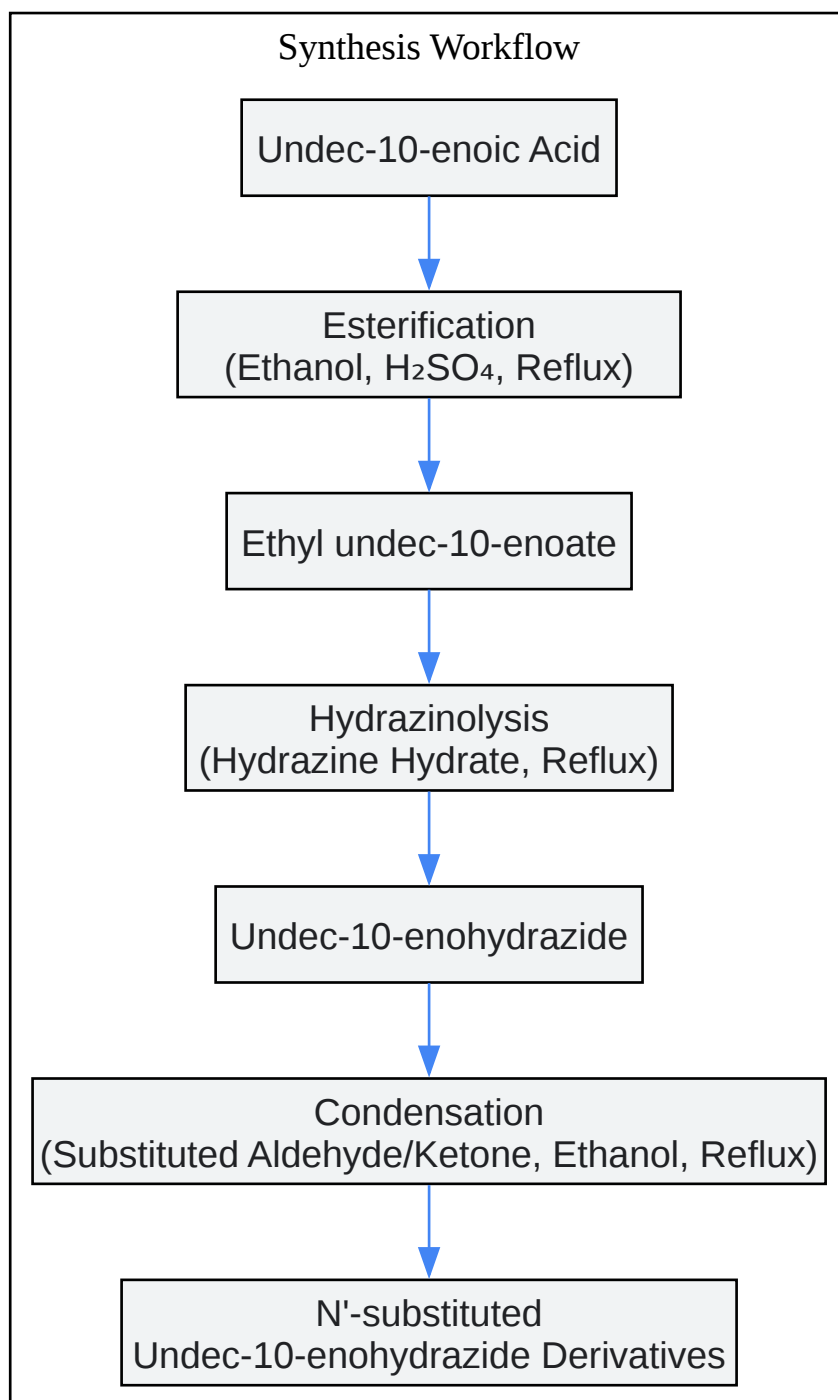 Synthesis Workflow
Undec-10-enoic Acid
Esterification
(Ethanol, H₂SO₄, Reflux)
Ethyl undec-10-enoate
Hydrazinolysis
(Hydrazine Hydrate, Reflux)
Undec-10-enohydrazide
Condensation
(Substituted Aldehyde/Ketone, Ethanol, Reflux)
N'-substituted
Undec-10-enohydrazide Derivatives